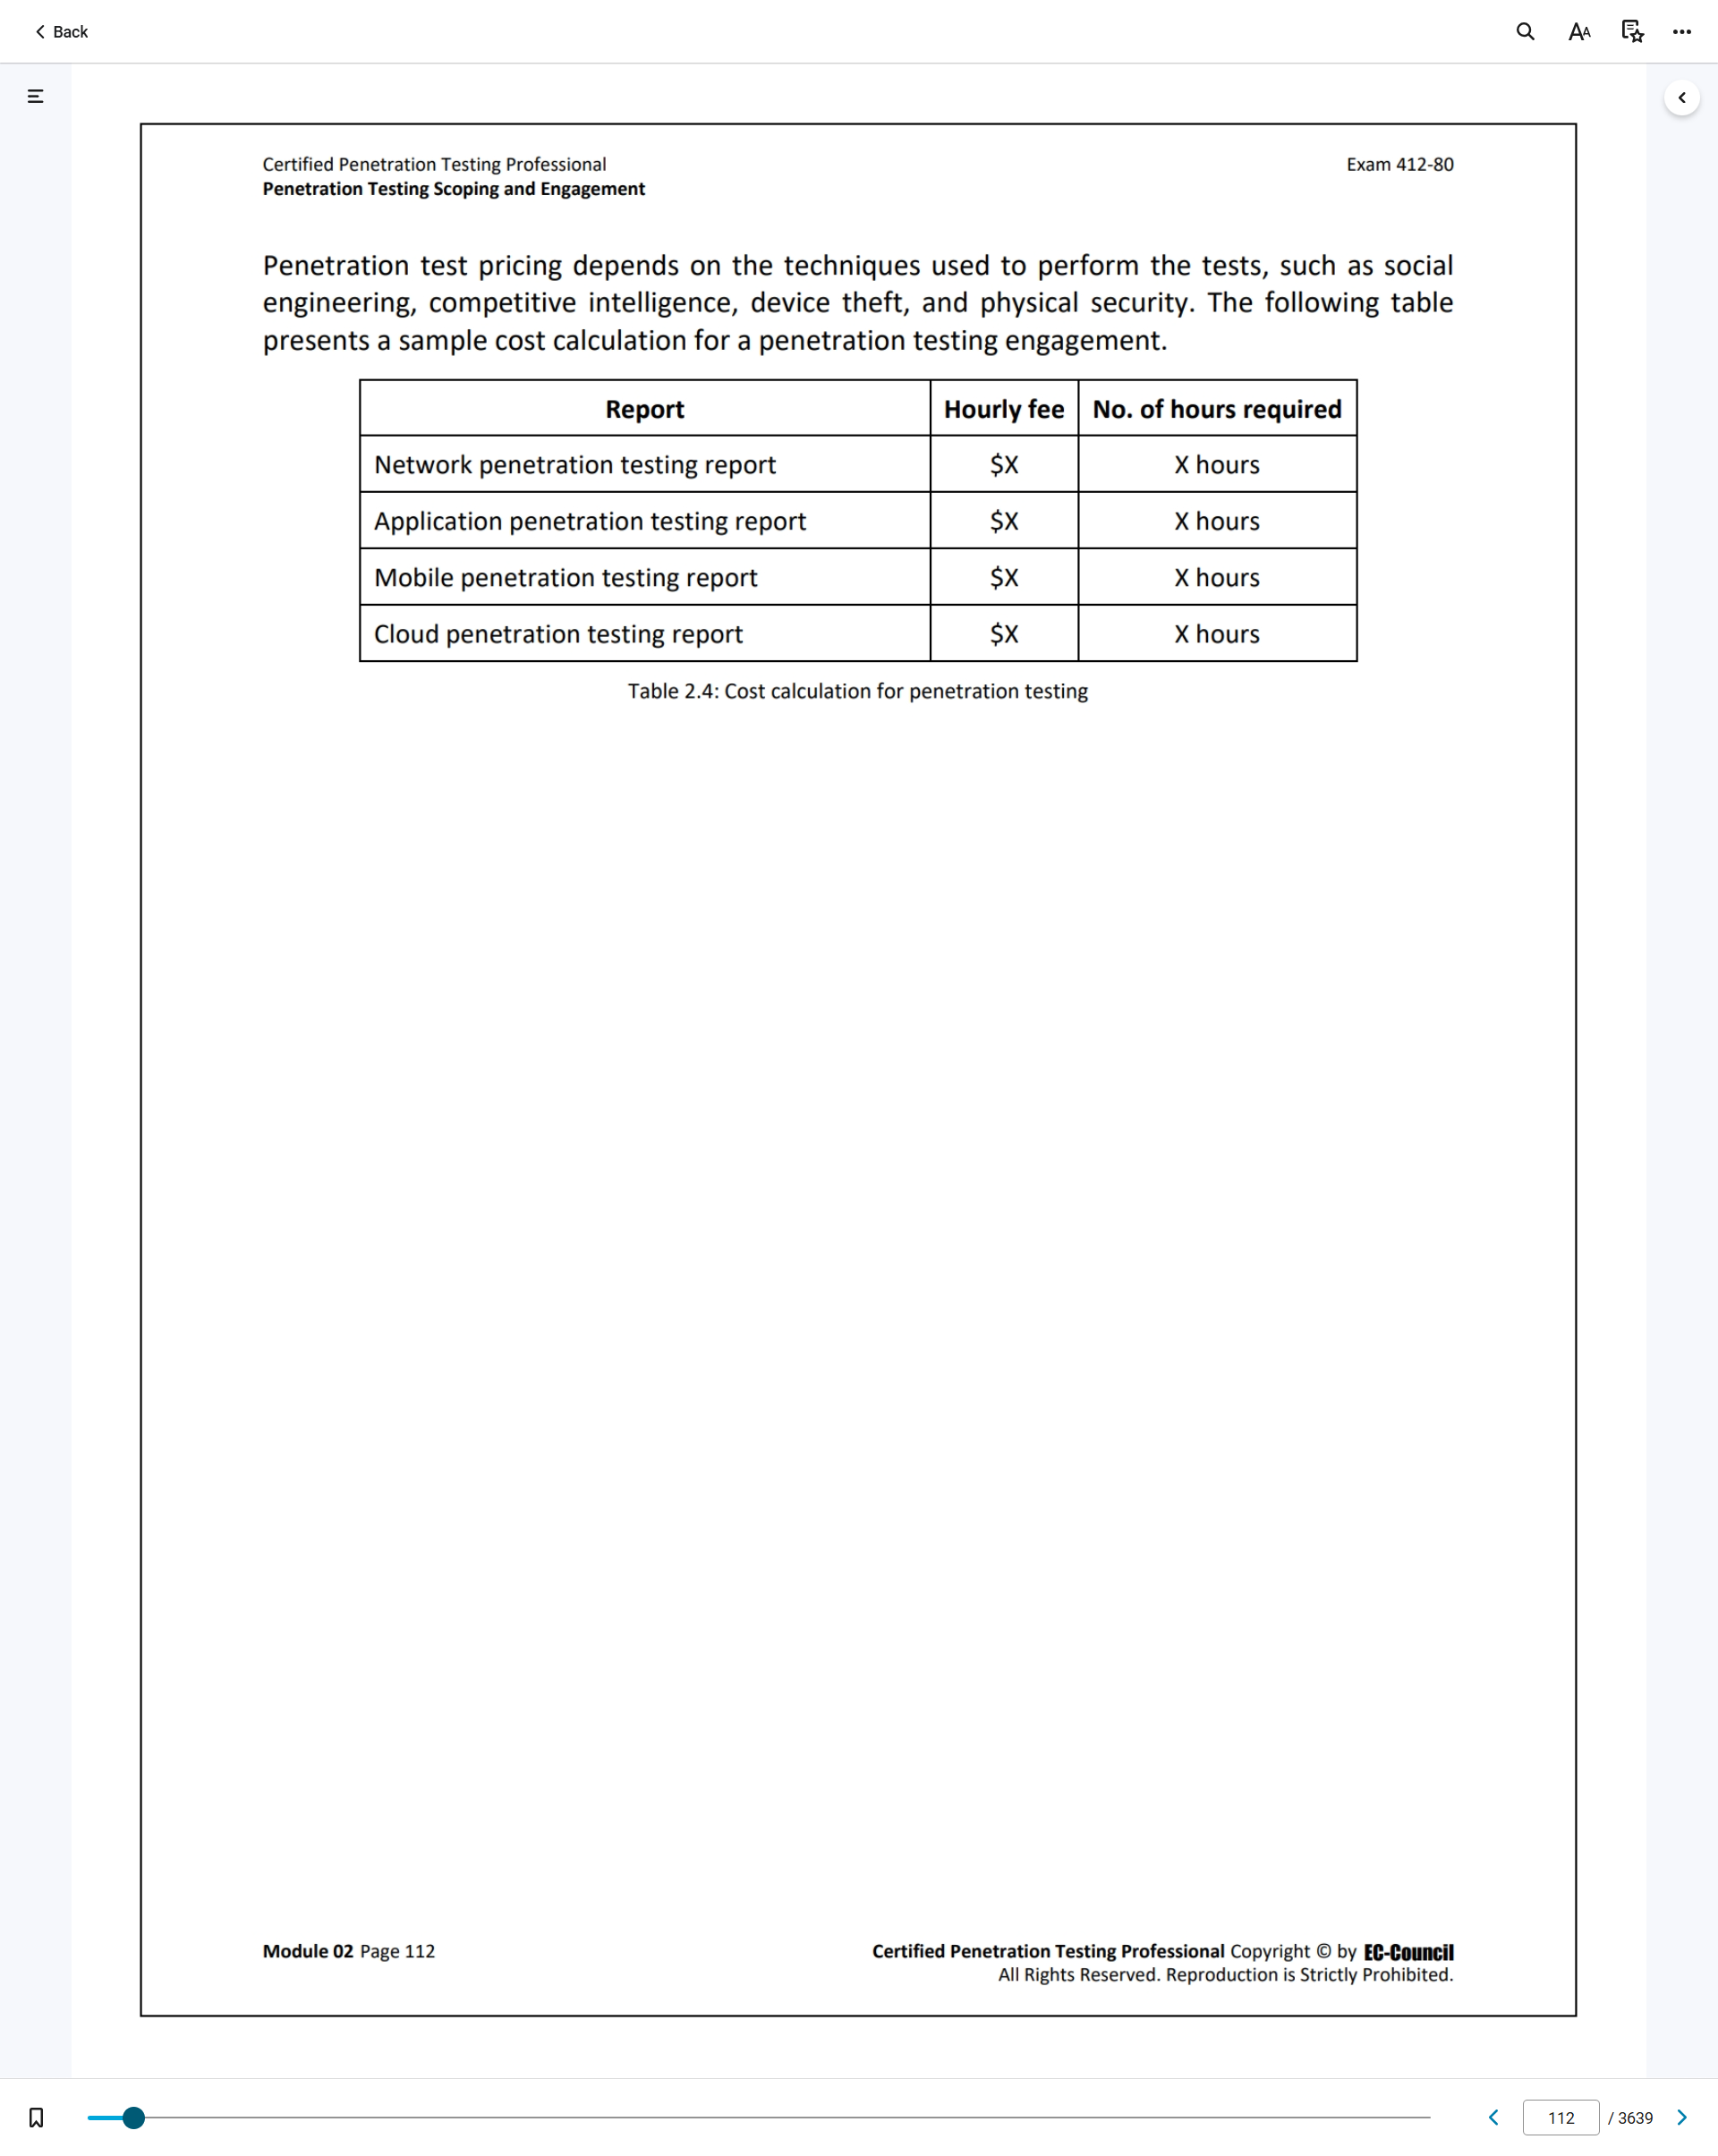 Back
Certified Penetration Testing Professional Exam 412-80
Penetration Testing Scoping and Engagement
Penetration test pricing depends on the techniques used to perform the tests, such as social
engineering, competitive intelligence, device theft, and physical security. The following table
presents a sample cost calculation for a penetration testing engagement.
Report Hourly fee No. of hours required
Network penetration testing report $X X hours
Application penetration testing report $X X hours
Mobile penetration testing report $X X hours
Cloud penetration testing report $X X hours
Table 2.4: Cost calculation for penetration testing
Module 02 Page 112 Certified Penetration Testing Professional Copyright © by EC-Council
All Rights Reserved. Reproduction is Strictly Prohibited.
112 / 3639